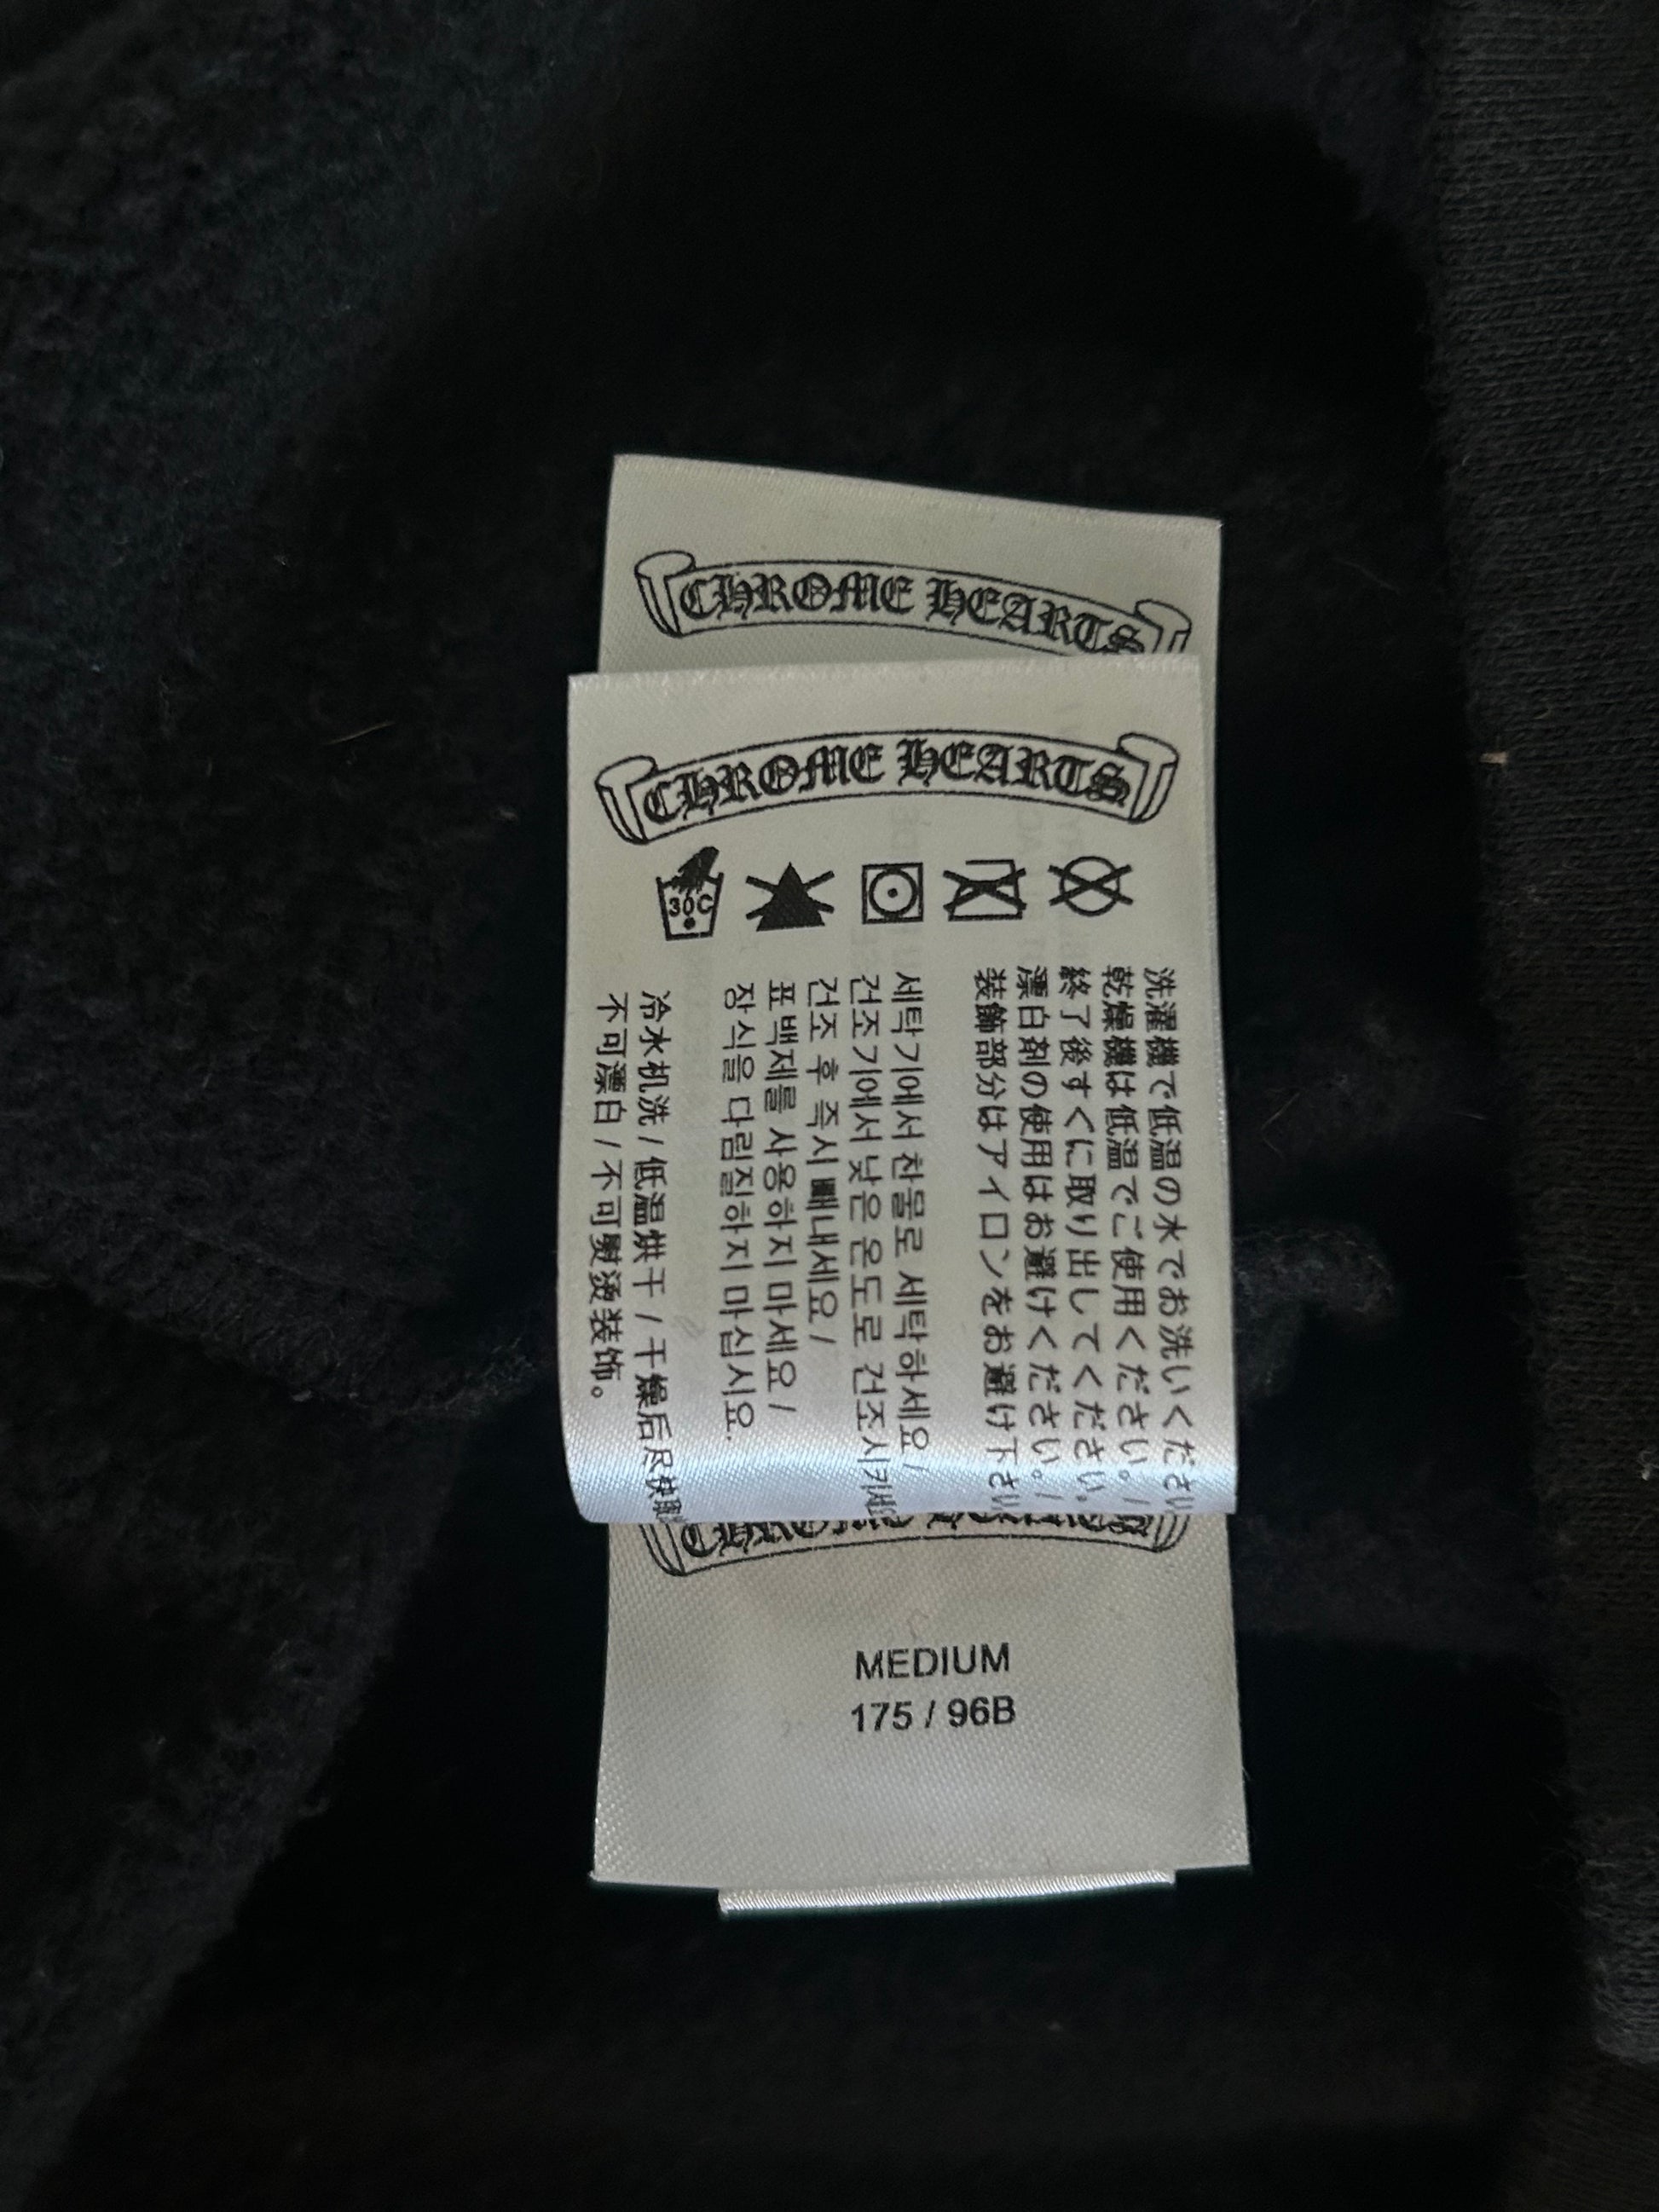 CHROME HEARTS
CHROME HEARTS
30C
洗濯機で低温の水でお洗いください
乾燥機は低温でご使用ください。/
終了後すぐに取り出してください。
漂白剤の使用はお避けください。/
装飾部分はアイロンをお避け下さい
세탁기에서 찬물로 세탁하세요/
건조기에서 낮은 온도로 건조시키세요
건조 후 즉시 빼내세요/
표백제를 사용하지 마세요/
장식을 다림질하지 마십시요.
冷水机洗/低温烘干/干燥后尽快取
不可漂白/不可熨烫装饰。
CHROME HEARTS
MEDIUM
175 / 96B